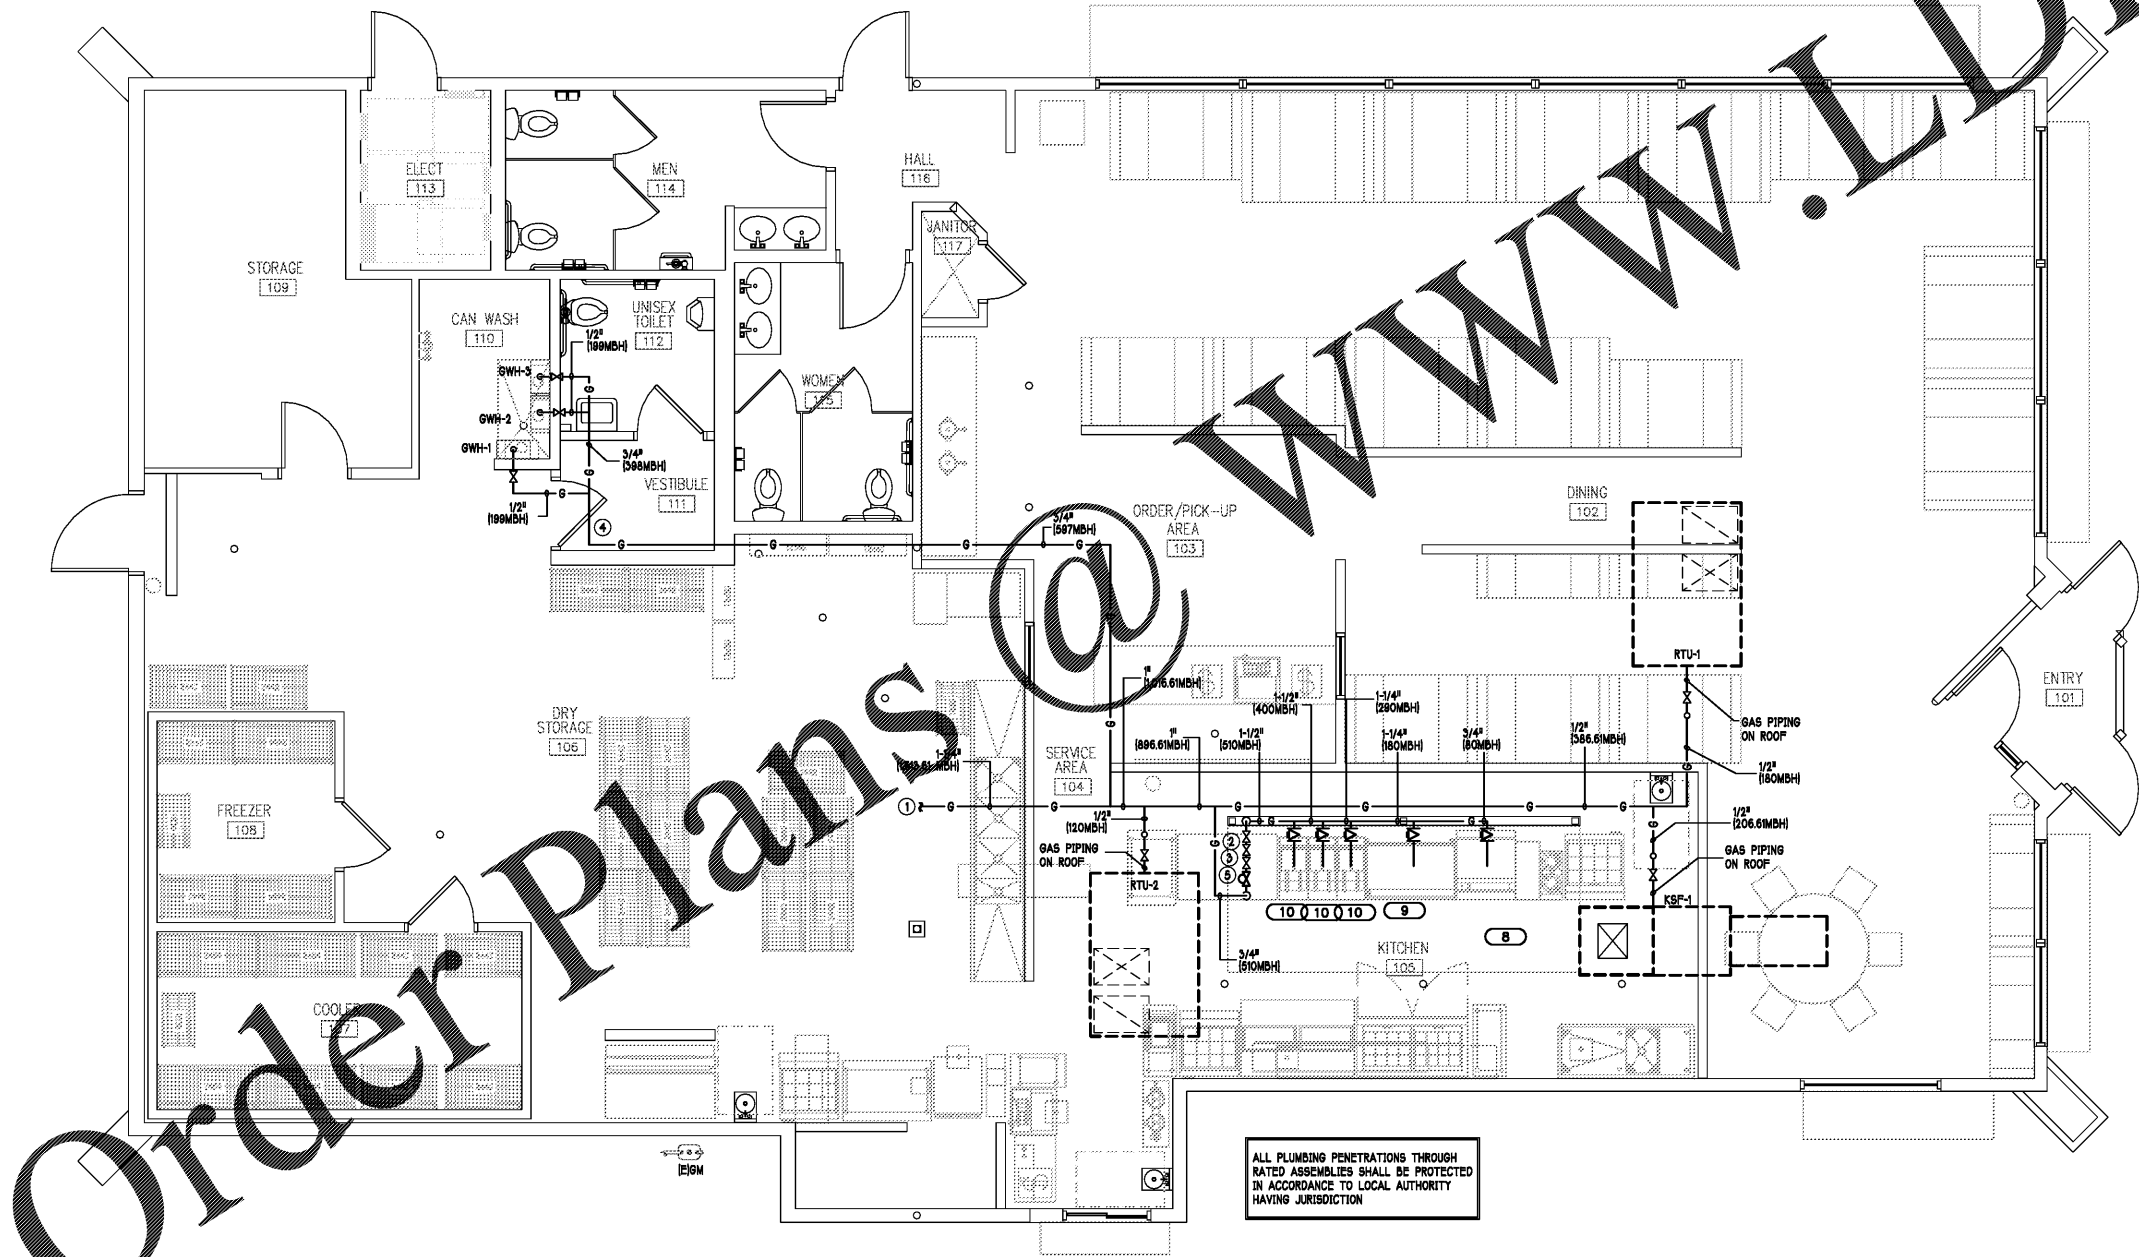 Order Plans @ www.LD
ELECT
113
MEN
114
HALL
116
JANITOR
117
STORAGE
109
CAN WASH
110
UNISEX
TOILET
112
1/2"
(199MBH)
GWH-3
GWH-2
GWH-1
WOMEN
115
3/4"
(398MBH)
VESTIBULE
111
1/2"
(199MBH)
4
G
G
G
G
G
G
G
3/4"
(597MBH)
ORDER/PICK-UP
AREA
103
DINING
102
RTU-1
ENTRY
101
1"
1-1/2"
(400MBH)
1-1/4"
(290MBH)
GAS PIPING
ON ROOF
DRY
STORAGE
106
SERVICE
AREA
104
1"
(896.61MBH)
1-1/2"
(510MBH)
1-1/4"
(180MBH)
3/4"
(80MBH)
1/2"
(386.61MBH)
1/2"
(180MBH)
1-1/4"
1
G
G
G
G
G
G
G
G
FREEZER
108
1/2"
(120MBH)
1/2"
(206.61MBH)
GAS PIPING
ON ROOF
2
3
5
GAS PIPING
ON ROOF
RTU-2
KSF-1
10
10
10
9
8
KITCHEN
105
3/4"
(510MBH)
COOLER
107
(E)GM
ALL PLUMBING PENETRATIONS THROUGH
RATED ASSEMBLIES SHALL BE PROTECTED
IN ACCORDANCE TO LOCAL AUTHORITY
HAVING JURISDICTION